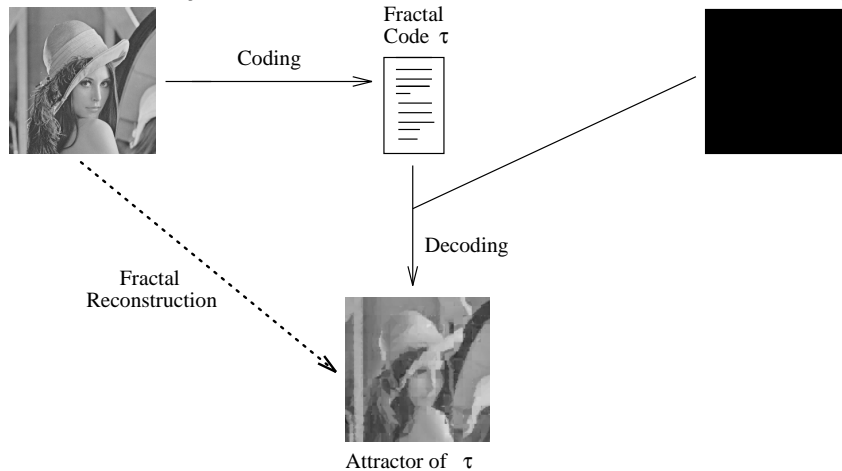 Fractal
Code τ
Coding
Decoding
Fractal
Reconstruction
Attractor of τ